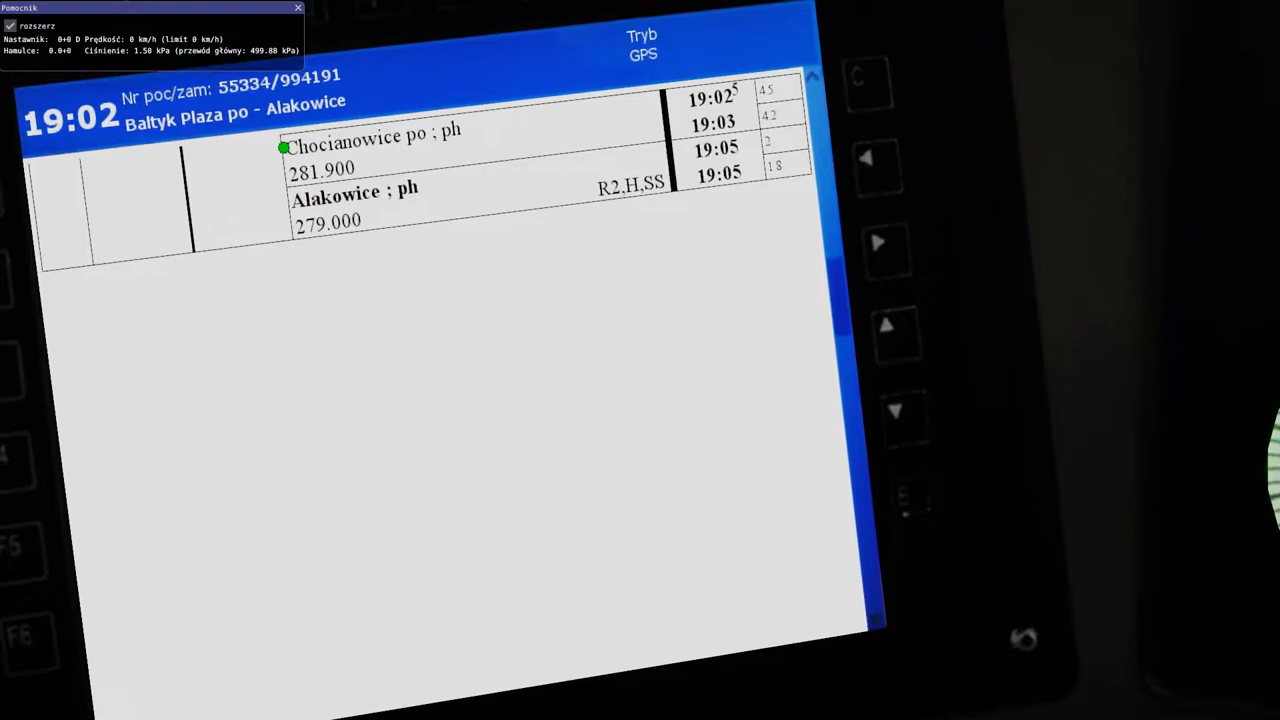 Pomocnik
rozszerz
Nastawnik: 0+0 D Prędkość: 0 km/h (limit 0 km/h)
Hamulce: 0.0+0 Ciśnienie: 1.50 kPa (przewód główny: 499.88 kPa)
19:02
Nr poc/zam: 55334/994191
Bałtyk Plaza po - Alakowice
Tryb
GPS
Chocianowice po ; ph
281.900
19:02⁵
19:03
45
42
Alakowice ; ph
279.000
R2,H,SS
19:05
19:05
2
18
C
F5
F6